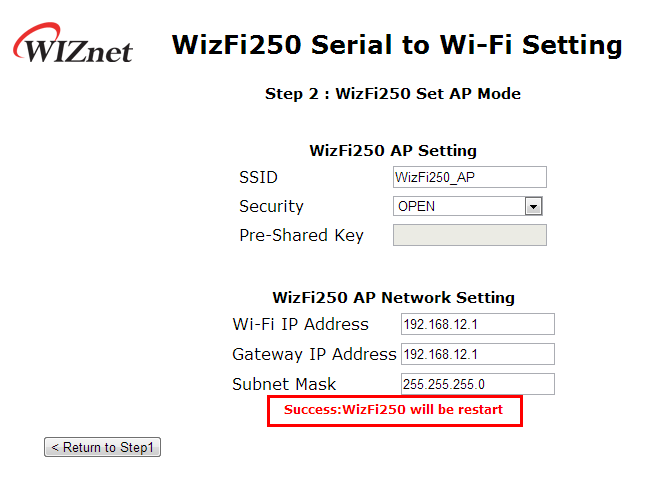 WIZnet
WizFi250 Serial to Wi-Fi Setting
Step 2 : WizFi250 Set AP Mode
WizFi250 AP Setting
SSID WizFi250_AP
Security OPEN
Pre-Shared Key
WizFi250 AP Network Setting
Wi-Fi IP Address 192.168.12.1
Gateway IP Address 192.168.12.1
Subnet Mask 255.255.255.0
Success:WizFi250 will be restart
< Return to Step1